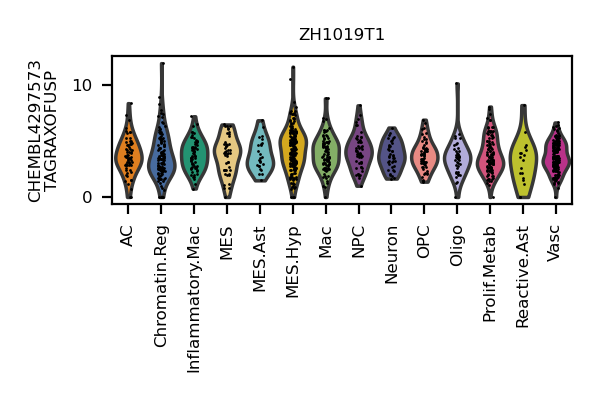 ZH1019T1
CHEMBL4297573
TAGRAXOFUSP
10
0
AC
Chromatin.Reg
Inflammatory.Mac
MES
MES.Ast
MES.Hyp
Mac
NPC
Neuron
OPC
Oligo
Prolif.Metab
Reactive.Ast
Vasc